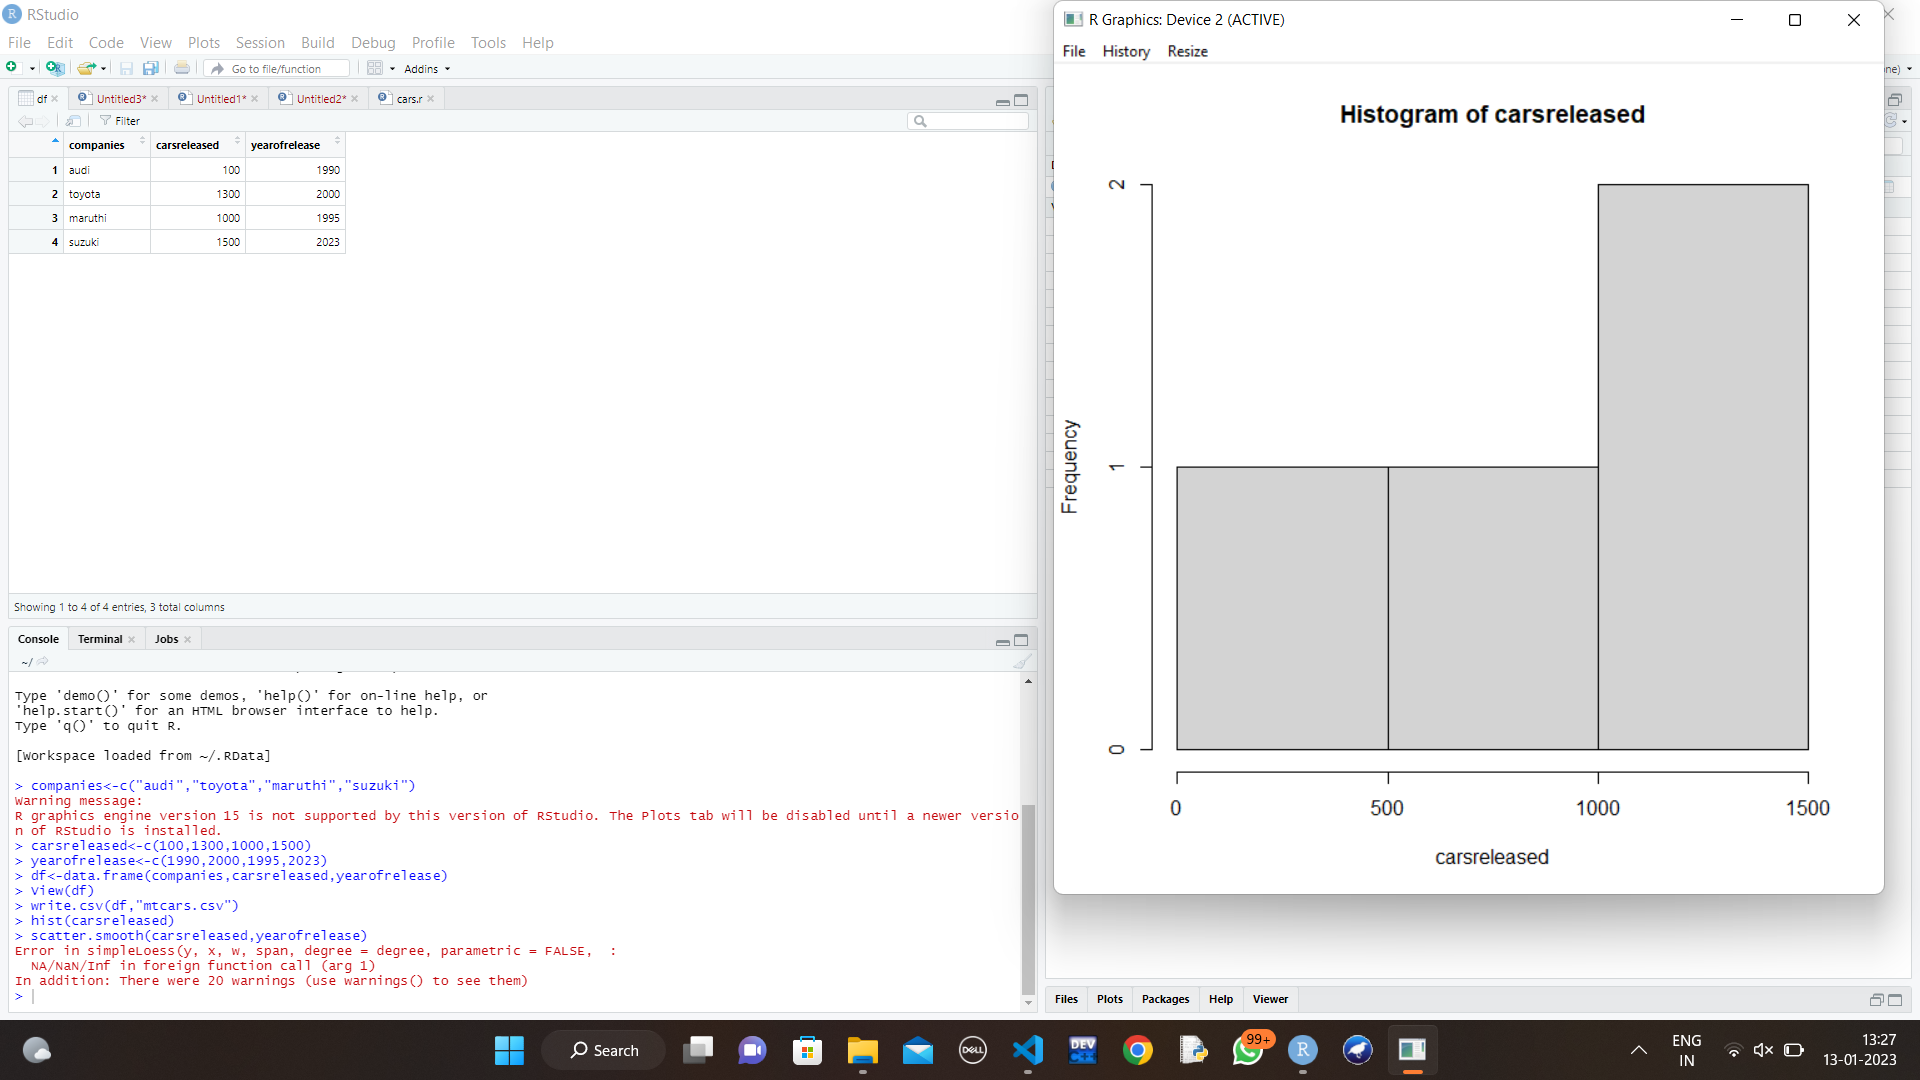 RStudio
File Edit Code View Plots Session Build Debug Profile Tools Help
Go to file/function Addins
df Untitled3* Untitled1* Untitled2* cars.r
Filter
companies carsreleased yearofrelease
1 audi 100 1990
2 toyota 1300 2000
3 maruthi 1000 1995
4 suzuki 1500 2023
Showing 1 to 4 of 4 entries, 3 total columns
Console Terminal Jobs
~/
Type 'demo()' for some demos, 'help()' for on-line help, or
'help.start()' for an HTML browser interface to help.
Type 'q()' to quit R.
[Workspace loaded from ~/.RData]
> companies<-c("audi","toyota","maruthi","suzuki")
Warning message:
R graphics engine version 15 is not supported by this version of RStudio. The Plots tab will be disabled until a newer versio
n of RStudio is installed.
> carsreleased<-c(100,1300,1000,1500)
> yearofrelease<-c(1990,2000,1995,2023)
> df<-data.frame(companies,carsreleased,yearofrelease)
> View(df)
> write.csv(df,"mtcars.csv")
> hist(carsreleased)
> scatter.smooth(carsreleased,yearofrelease)
Error in simpleLoess(y, x, w, span, degree = degree, parametric = FALSE,  :
  NA/NaN/Inf in foreign function call (arg 1)
In addition: There were 20 warnings (use warnings() to see them)
>
R Graphics: Device 2 (ACTIVE)
File History Resize
Histogram of carsreleased
Frequency
2
1
0
0 500 1000 1500
carsreleased
Files Plots Packages Help Viewer
Search
DELL
DEV
C++
99+
R
ENG
IN
13:27
13-01-2023